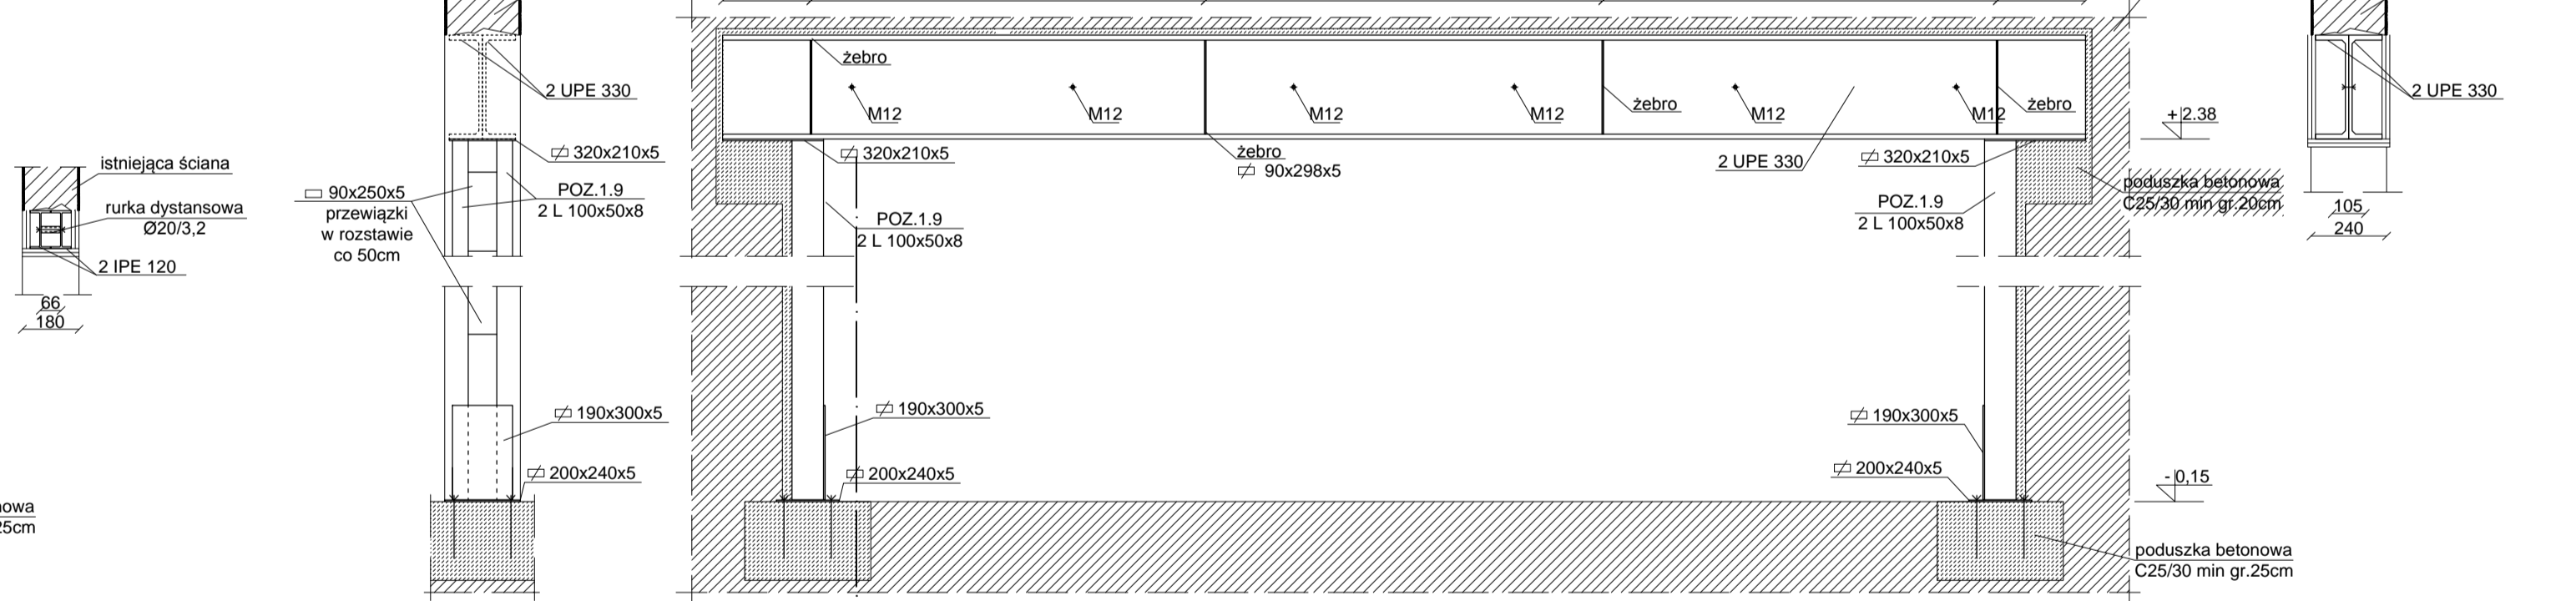 istniejąca ściana
rurka dystansowa
Ø20/3,2
2 IPE 120
66
180
25cm
2 UPE 330
320x210x5
90x250x5
przewiązki
w rozstawie
co 50cm
POZ.1.9
2 L 100x50x8
190x300x5
200x240x5
żebro
M12
M12
M12
M12
M12
M12
żebro
żebro
320x210x5
żebro
90x298x5
2 UPE 330
320x210x5
POZ.1.9
2 L 100x50x8
POZ.1.9
2 L 100x50x8
190x300x5
200x240x5
190x300x5
200x240x5
+2.38
poduszka betonowa
C25/30 min gr.20cm
-0,15
poduszka betonowa
C25/30 min gr.25cm
2 UPE 330
105
240